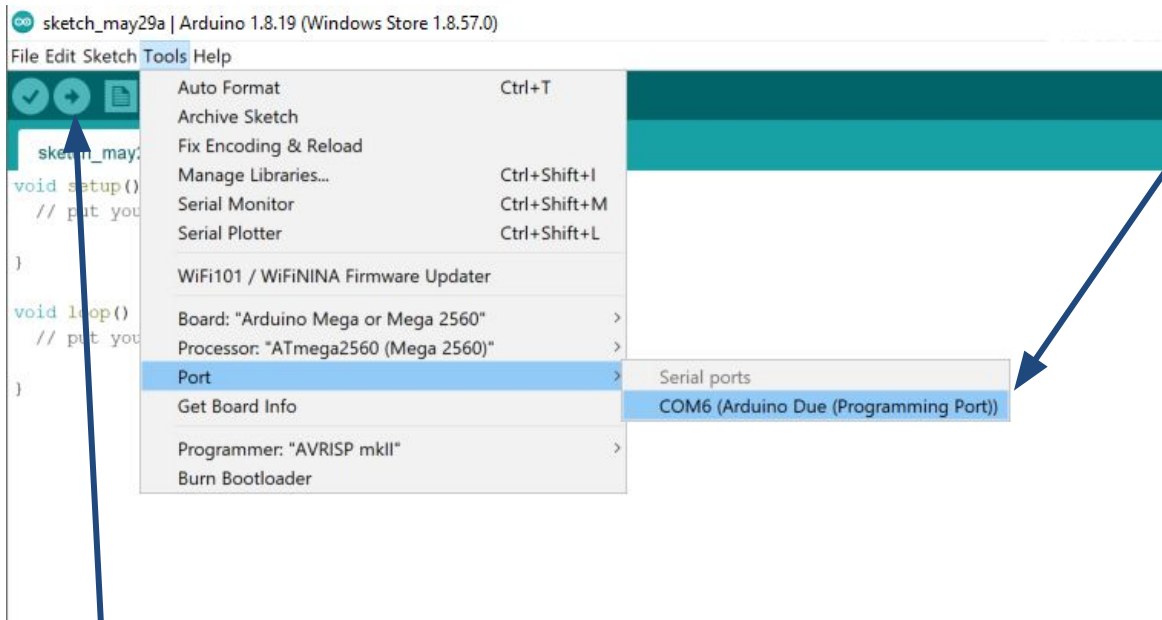 sketch_may29a | Arduino 1.8.19 (Windows Store 1.8.57.0)
File Edit Sketch Tools Help
Auto Format Ctrl+T
Archive Sketch
Fix Encoding & Reload
Manage Libraries... Ctrl+Shift+I
Serial Monitor Ctrl+Shift+M
Serial Plotter Ctrl+Shift+L
WiFi101 / WiFiNINA Firmware Updater
Board: "Arduino Mega or Mega 2560"
Processor: "ATmega2560 (Mega 2560)"
Port
Get Board Info
Programmer: "AVRISP mkII"
Burn Bootloader
Serial ports
COM6 (Arduino Due (Programming Port))
sketch_may
void setup()
// put you
}
void loop()
// put you
}